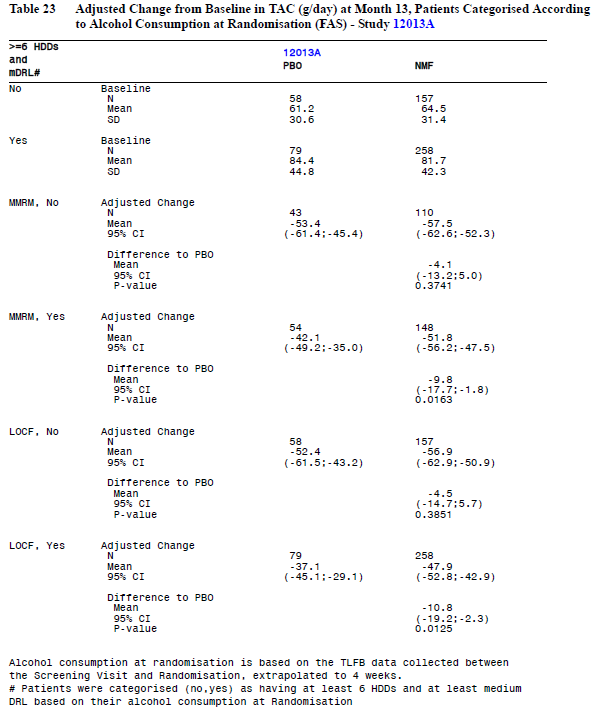 Table 23 Adjusted Change from Baseline in TAC (g/day) at Month 13, Patients Categorised According
to Alcohol Consumption at Randomisation (FAS) - Study 12013A
>=6 HDDs 12013A
and PBO NMF
mDRL#
No Baseline
N 58 157
Mean 61.2 64.5
SD 30.6 31.4
Yes Baseline
N 79 258
Mean 84.4 81.7
SD 44.8 42.3
MMRM, No Adjusted Change
N 43 110
Mean -53.4 -57.5
95% CI (-61.4;-45.4) (-62.6;-52.3)
Difference to PBO
Mean -4.1
95% CI (-13.2;5.0)
P-value 0.3741
MMRM, Yes Adjusted Change
N 54 148
Mean -42.1 -51.8
95% CI (-49.2;-35.0) (-56.2;-47.5)
Difference to PBO
Mean -9.8
95% CI (-17.7;-1.8)
P-value 0.0163
LOCF, No Adjusted Change
N 58 157
Mean -52.4 -56.9
95% CI (-61.5;-43.2) (-62.9;-50.9)
Difference to PBO
Mean -4.5
95% CI (-14.7;5.7)
P-value 0.3851
LOCF, Yes Adjusted Change
N 79 258
Mean -37.1 -47.9
95% CI (-45.1;-29.1) (-52.8;-42.9)
Difference to PBO
Mean -10.8
95% CI (-19.2;-2.3)
P-value 0.0125
Alcohol consumption at randomisation is based on the TLFB data collected between
the Screening Visit and Randomisation, extrapolated to 4 weeks.
# Patients were categorised (no,yes) as having at least 6 HDDs and at least medium
DRL based on their alcohol consumption at Randomisation